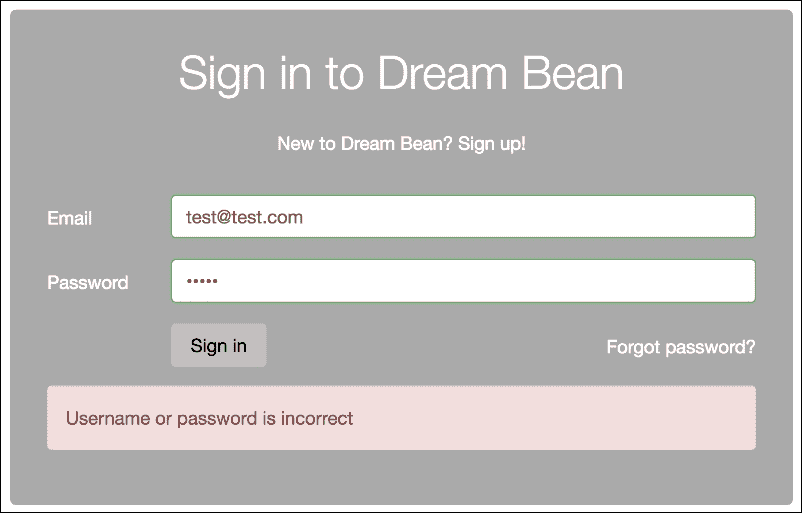 Sign in to Dream Bean
New to Dream Bean? Sign up!
Email
test@test.com
Password
•••••
Sign in
Forgot password?
Username or password is incorrect